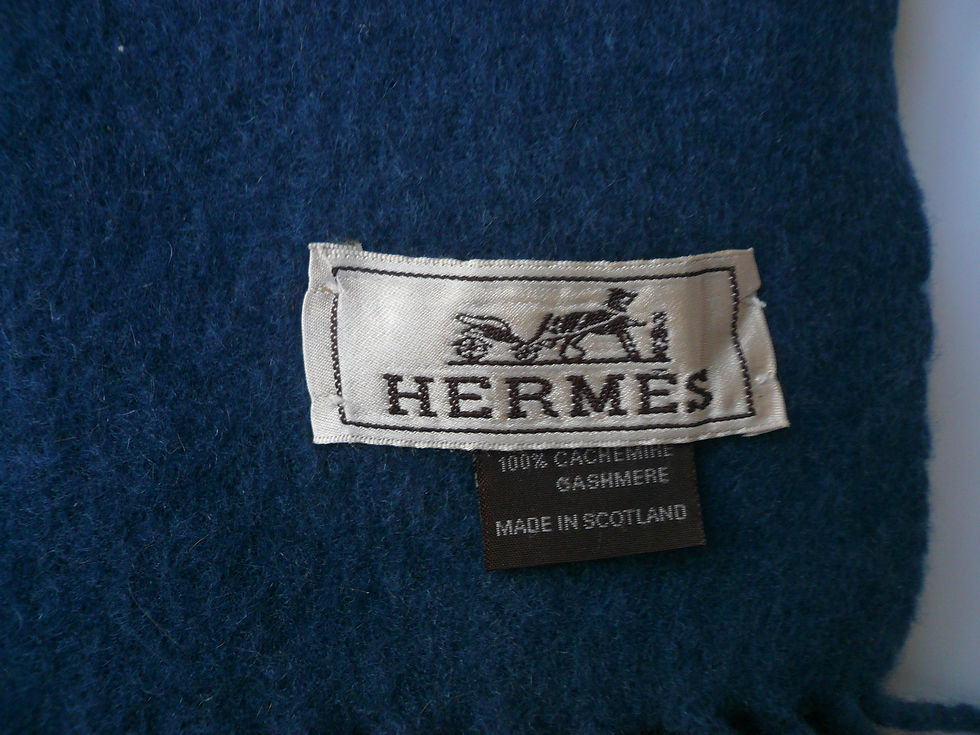 HERMES
100% CACHEMIRE
CASHMERE
MADE IN SCOTLAND